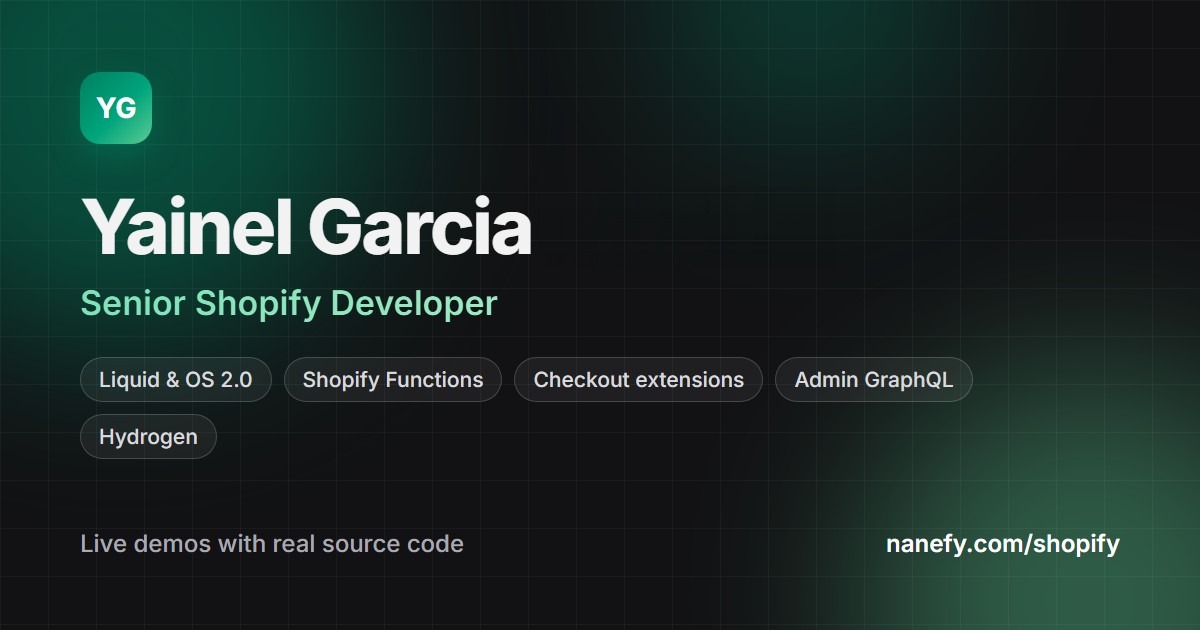 YG
Yainel Garcia
Senior Shopify Developer
Liquid & OS 2.0 Shopify Functions Checkout extensions Admin GraphQL
Hydrogen
Live demos with real source code nanefy.com/shopify